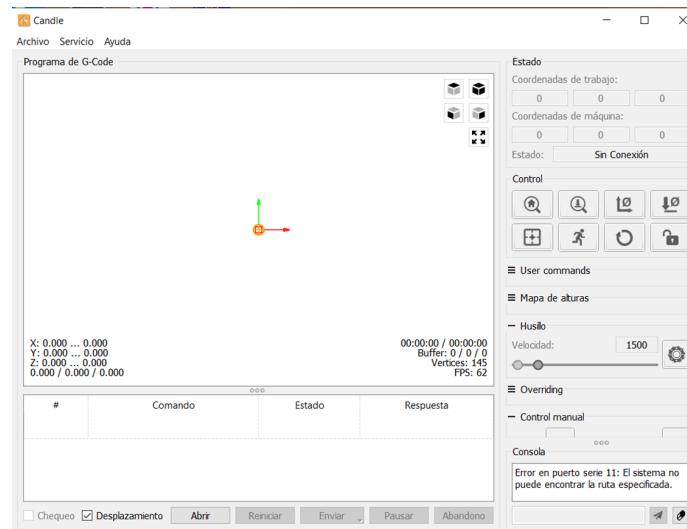 Candle
Archivo Servicio Ayuda
Programa de G-Code
X: 0.000 ... 0.000
Y: 0.000 ... 0.000
Z: 0.000 ... 0.000
0.000 / 0.000 / 0.000
00:00:00 / 00:00:00
Buffer: 0 / 0 / 0
Vertices: 145
FPS: 62
# Comando Estado Respuesta
Chequeo Desplazamiento Abrir Reiniciar Enviar Pausar Abandono
Estado
Coordenadas de trabajo:
0 0 0
Coordenadas de máquina:
0 0 0
Estado: Sin Conexión
Control
User commands
Mapa de alturas
Husilo
Velocidad: 1500
Overriding
Control manual
Consola
Error en puerto serie 11: El sistema no
puede encontrar la ruta especificada.